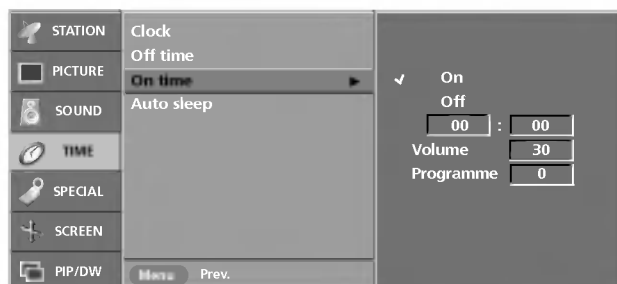 STATION
PICTURE
SOUND
TIME
SPECIAL
SCREEN
PIP/DW
Clock
Off time
On time
Auto sleep
Menu Prev.
On
Off
00 : 00
Volume 30
Programme 0